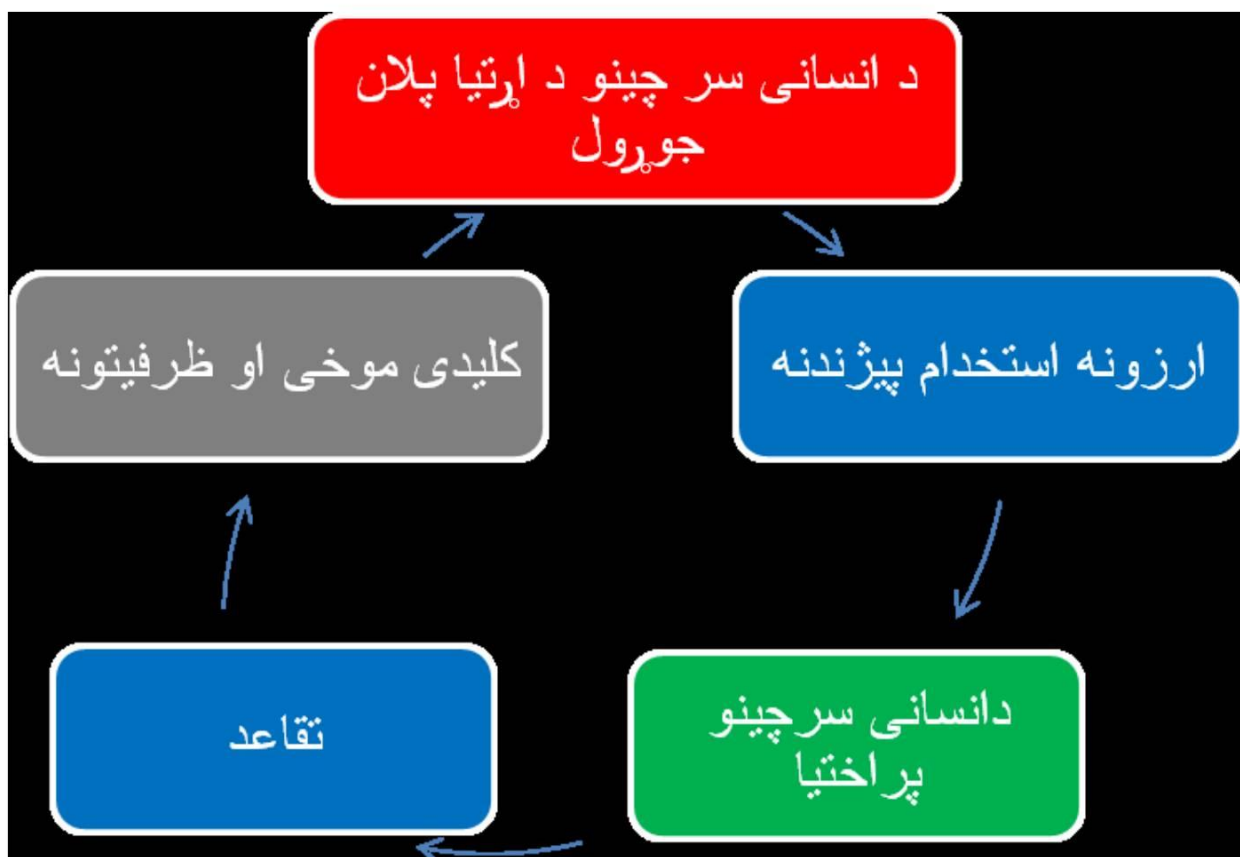 د انسانی سر چینو د اړتیا پلان
جوړول
ارزونه استخدام پیژندنه
دانسانی سرچینو
پراختیا
تقاعد
کلیدی موخی او ظرفیتونه